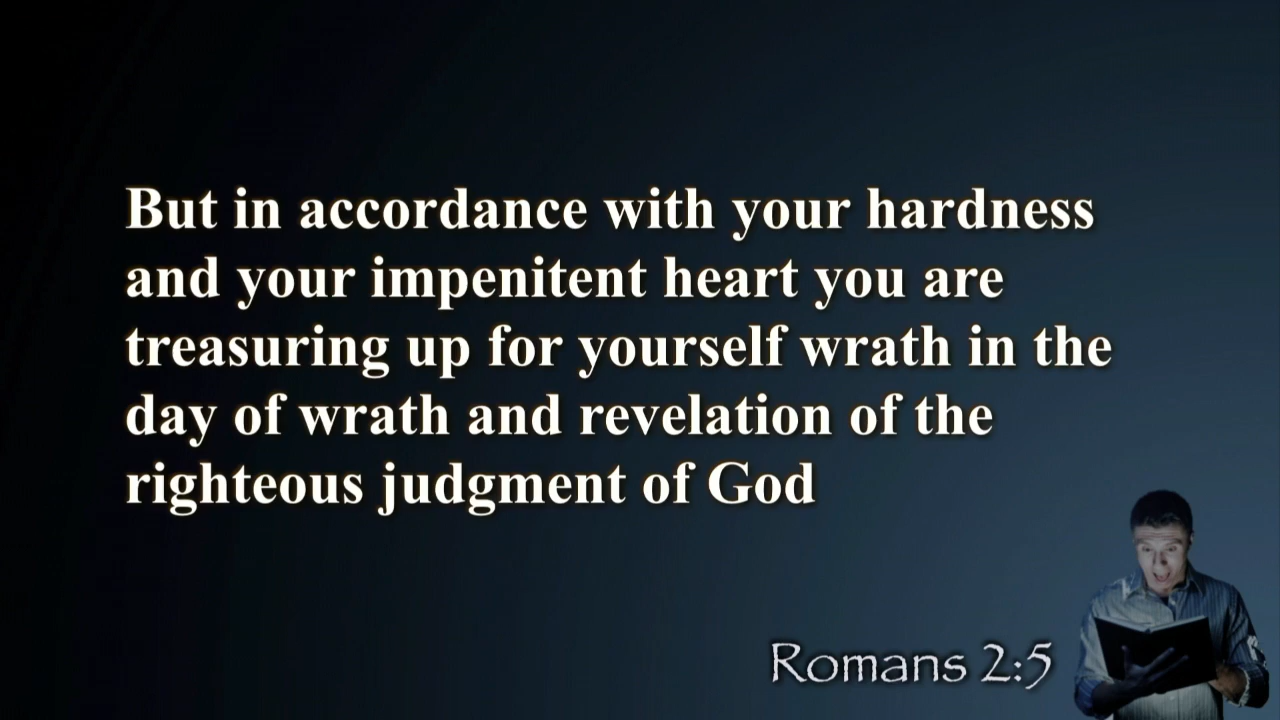 But in accordance with your hardness
and your impenitent heart you are
treasuring up for yourself wrath in the
day of wrath and revelation of the
righteous judgment of God
Romans 2:5